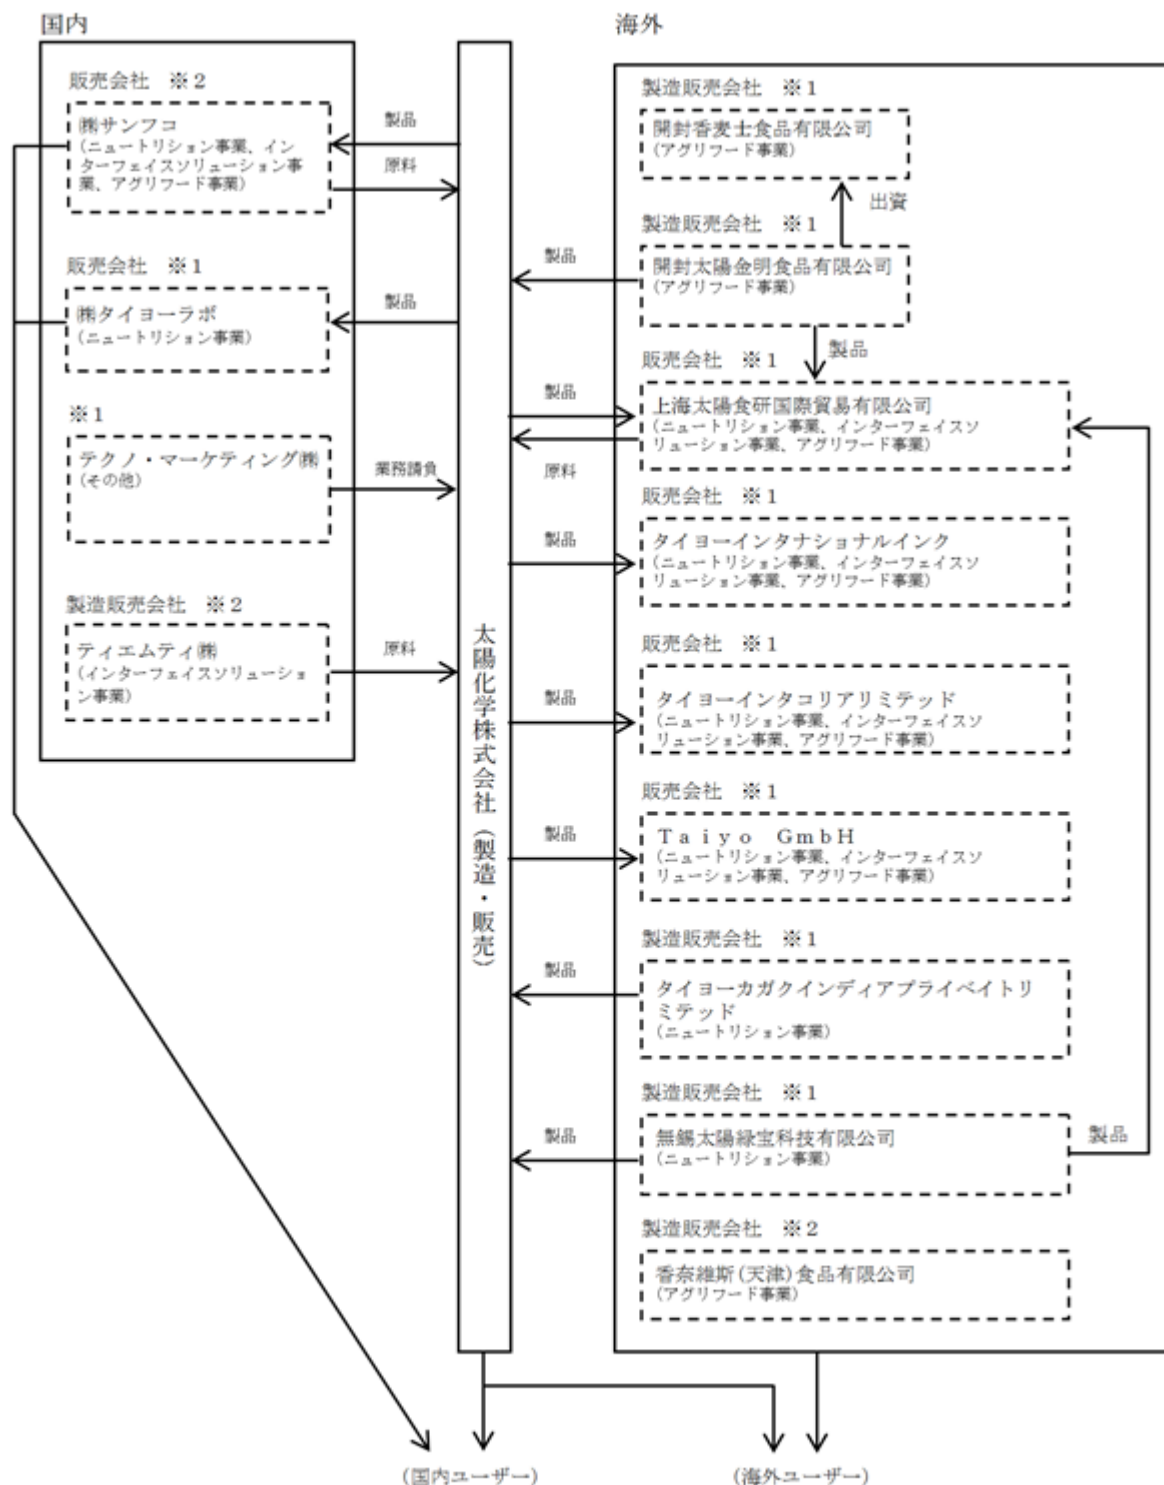 国内
販売会社　※2
㈱サンフコ
(ニュートリション事業、イン
ターフェイスソリューション事
業、アグリフード事業)
製品
原料
販売会社　※1
㈱タイヨーラボ
(ニュートリション事業)
製品
※1
テクノ・マーケティング㈱
(その他)
業務請負
製造販売会社　※2
ティエムティ㈱
(インターフェイスソリューショ
ン事業)
原料
太陽化学株式会社(製造・販売)
海外
製造販売会社　※1
開封香麦士食品有限公司
(アグリフード事業)
出資
製造販売会社　※1
開封太陽金明食品有限公司
(アグリフード事業)
製品
製品
販売会社　※1
上海太陽食研国際貿易有限公司
(ニュートリション事業、インターフェイスソ
リューション事業、アグリフード事業)
製品
原料
販売会社　※1
タイヨーインタナショナルインク
(ニュートリション事業、インターフェイスソ
リューション事業、アグリフード事業)
製品
販売会社　※1
タイヨーインタコリアリミテッド
(ニュートリション事業、インターフェイスソ
リューション事業、アグリフード事業)
製品
販売会社　※1
Ｔａｉｙｏ　ＧｍｂＨ
(ニュートリション事業、インターフェイスソ
リューション事業、アグリフード事業)
製品
製造販売会社　※1
タイヨーカガクインディアプライベイトリ
ミテッド
(ニュートリション事業)
製品
製造販売会社　※1
無錫太陽緑宝科技有限公司
(ニュートリション事業)
製品
製品
製造販売会社　※2
香奈維斯(天津)食品有限公司
(アグリフード事業)
(国内ユーザー)
(海外ユーザー)